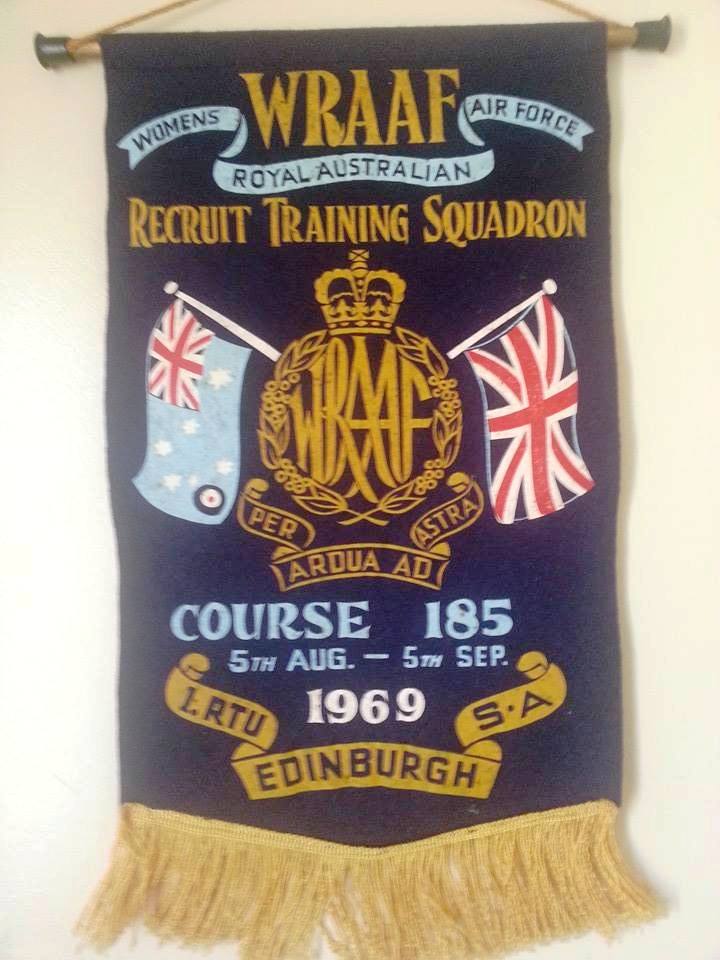 WRAAF
WOMENS ROYAL AUSTRALIAN AIR FORCE
RECRUIT TRAINING SQUADRON
WRAAF
PER ARDUA AD ASTRA
COURSE 185
5TH AUG. – 5TH SEP.
1969
1.RTU EDINBURGH S·A